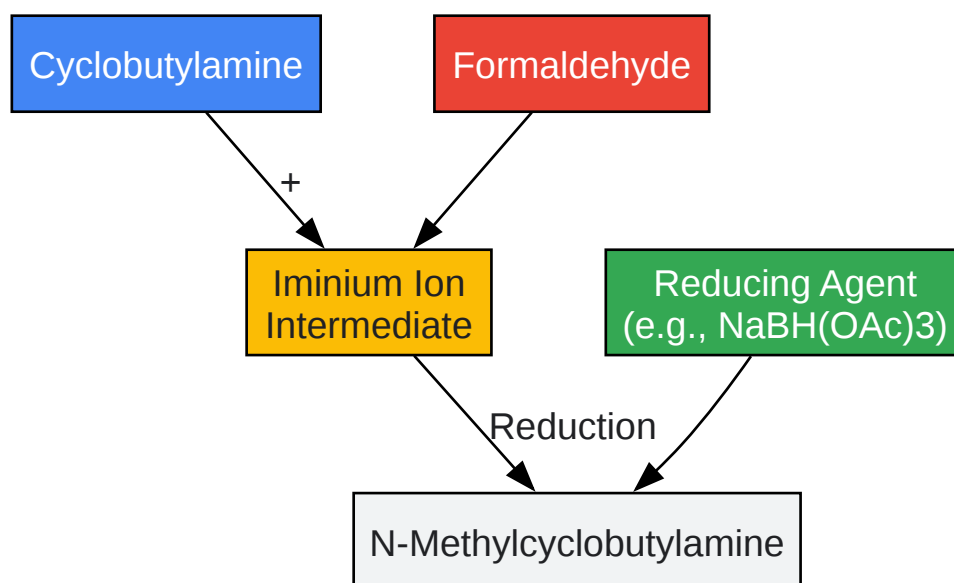 Cyclobutylamine
Formaldehyde
+
Iminium Ion
Intermediate
Reducing Agent
(e.g., NaBH(OAc)3)
Reduction
N-Methylcyclobutylamine